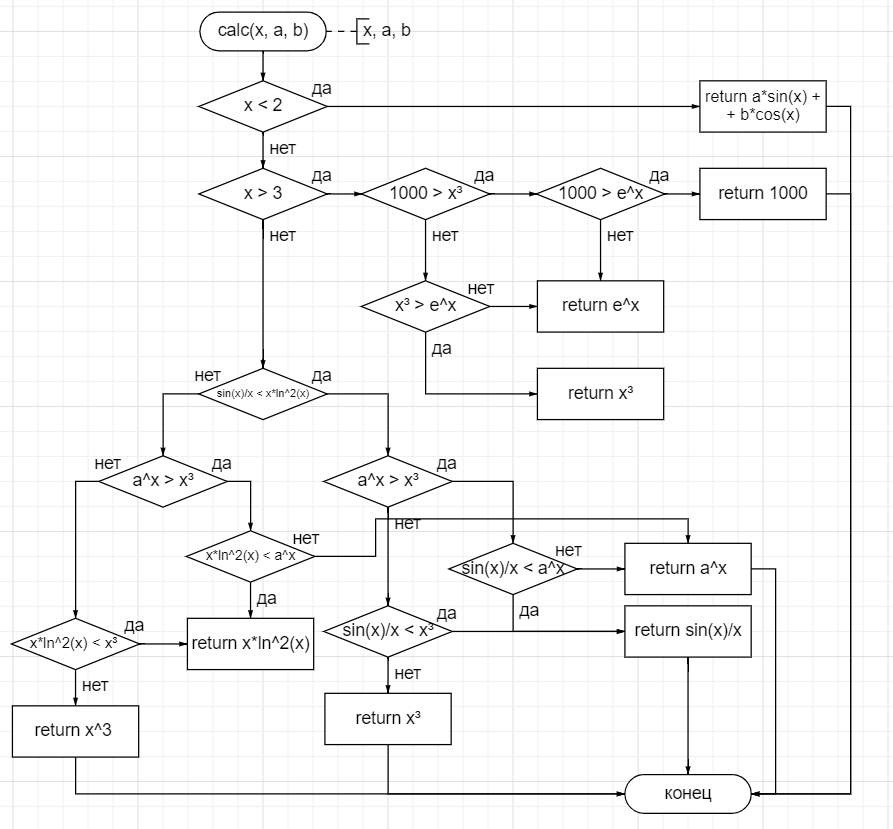 calc(x, a, b)
x, a, b
да
x < 2
return a*sin(x) +
+ b*cos(x)
нет
да
да
да
x > 3
1000 > x³
1000 > e^x
return 1000
нет
нет
нет
нет
x³ > e^x
return e^x
да
нет
да
sin(x)/x < x*ln^2(x)
return x³
нет
да
да
a^x > x³
a^x > x³
нет
нет
нет
x*ln^2(x) < a^x
sin(x)/x < a^x
return a^x
да
да
да
да
x*ln^2(x) < x³
return x*ln^2(x)
sin(x)/x < x³
return sin(x)/x
нет
нет
return x^3
return x³
конец